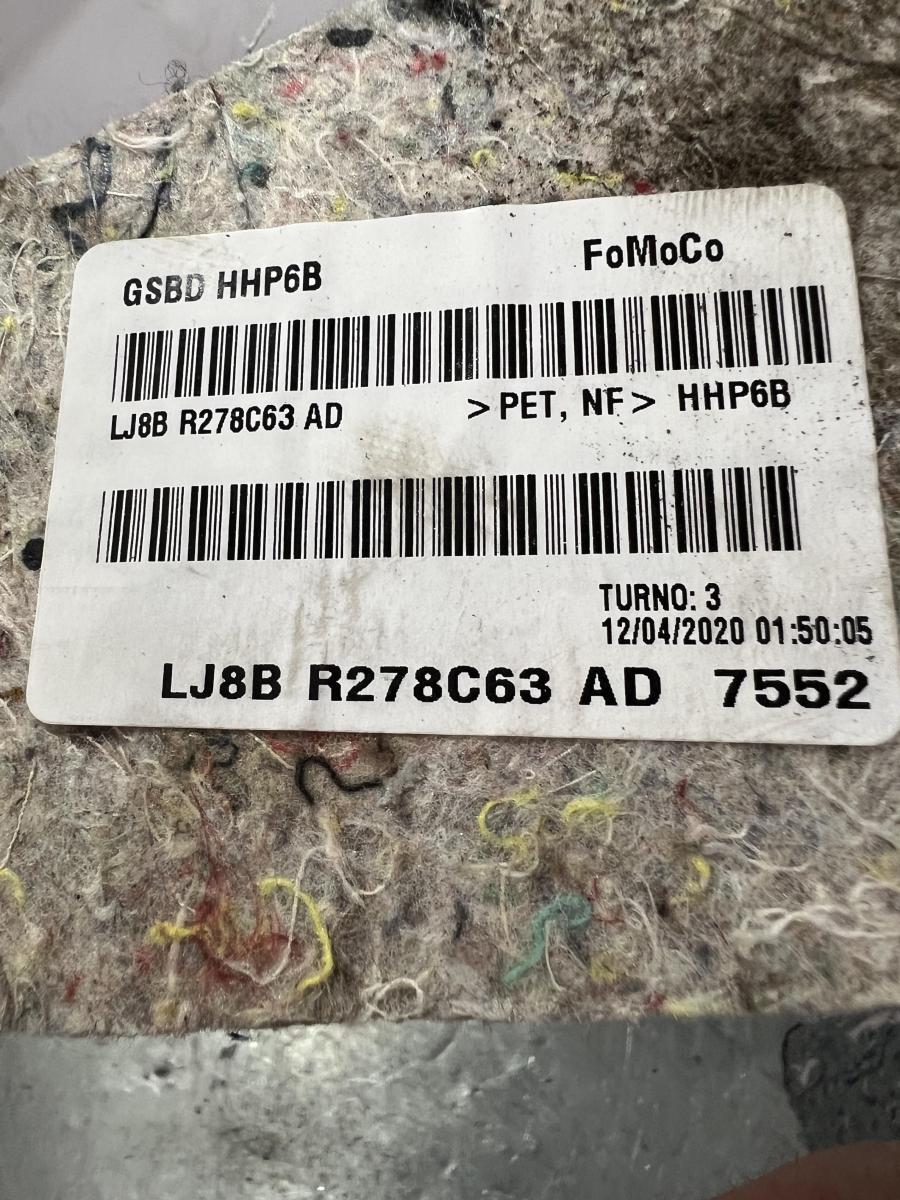 GSBD HHP6B FoMoCo
LJ8B R278C63 AD >PET, NF> HHP6B
TURNO: 3
12/04/2020 01:50:05
LJ8B R278C63 AD 7552